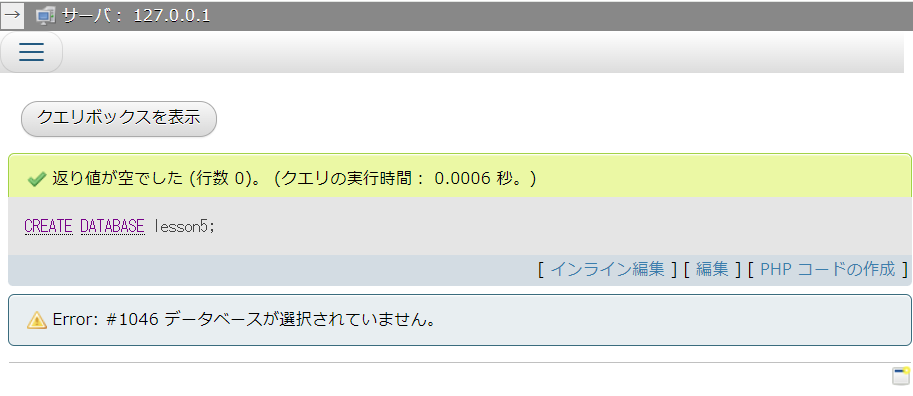 → サーバ： 127.0.0.1
クエリボックスを表示
返り値が空でした (行数 0)。 (クエリの実行時間： 0.0006 秒。)
CREATE DATABASE lesson5;
[ インライン編集 ] [ 編集 ] [ PHP コードの作成 ]
Error: #1046 データベースが選択されていません。